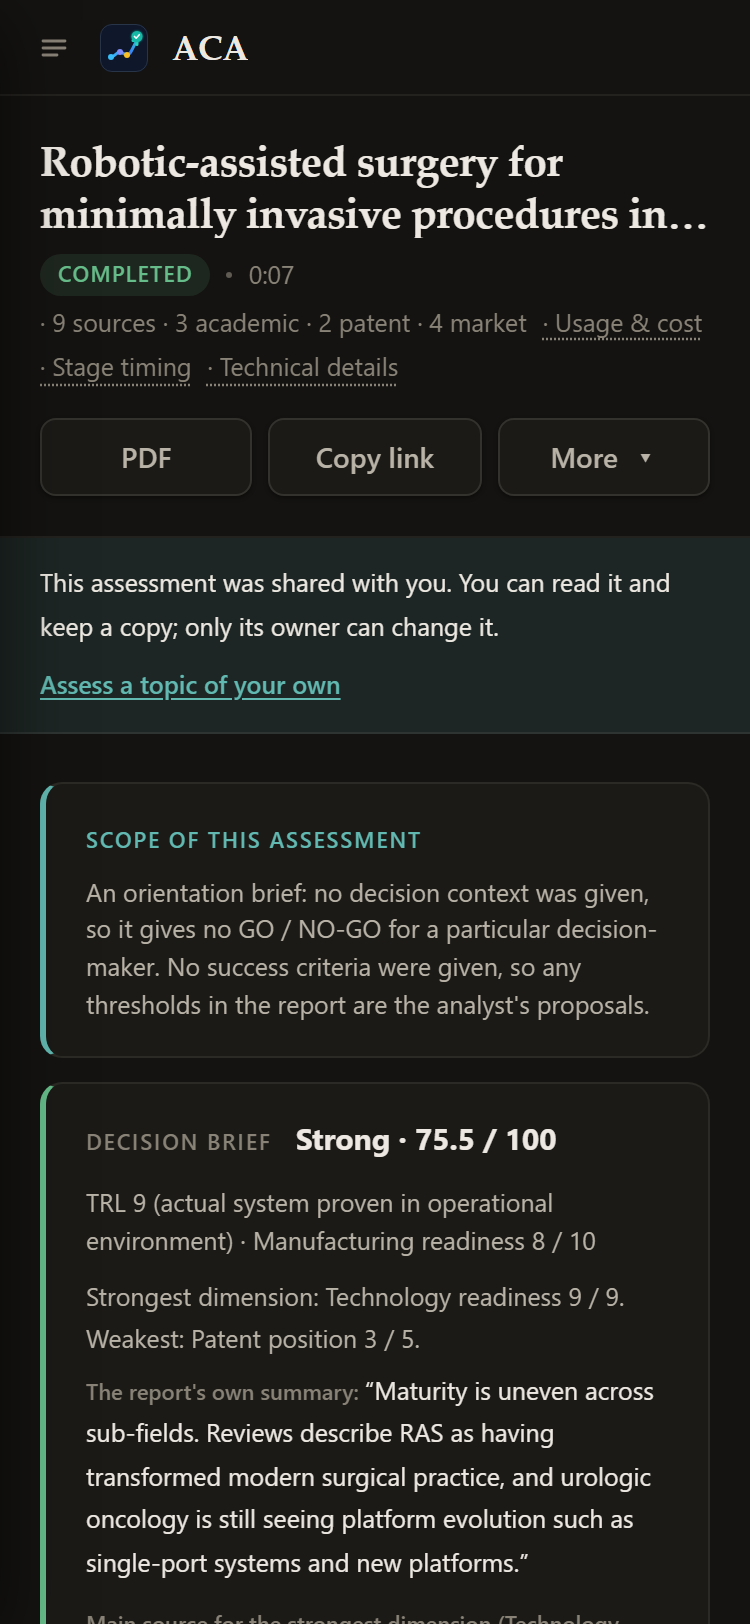 ACA
Robotic-assisted surgery for
minimally invasive procedures in...
COMPLETED • 0:07
· 9 sources · 3 academic · 2 patent · 4 market · Usage & cost
· Stage timing · Technical details
PDF Copy link More ▼
This assessment was shared with you. You can read it and
keep a copy; only its owner can change it.
Assess a topic of your own
SCOPE OF THIS ASSESSMENT
An orientation brief: no decision context was given,
so it gives no GO / NO-GO for a particular decision-
maker. No success criteria were given, so any
thresholds in the report are the analyst's proposals.
DECISION BRIEF Strong · 75.5 / 100
TRL 9 (actual system proven in operational
environment) · Manufacturing readiness 8 / 10
Strongest dimension: Technology readiness 9 / 9.
Weakest: Patent position 3 / 5.
The report's own summary: “Maturity is uneven across
sub-fields. Reviews describe RAS as having
transformed modern surgical practice, and urologic
oncology is still seeing platform evolution such as
single-port systems and new platforms.”
Main source for the strongest dimension (Technology